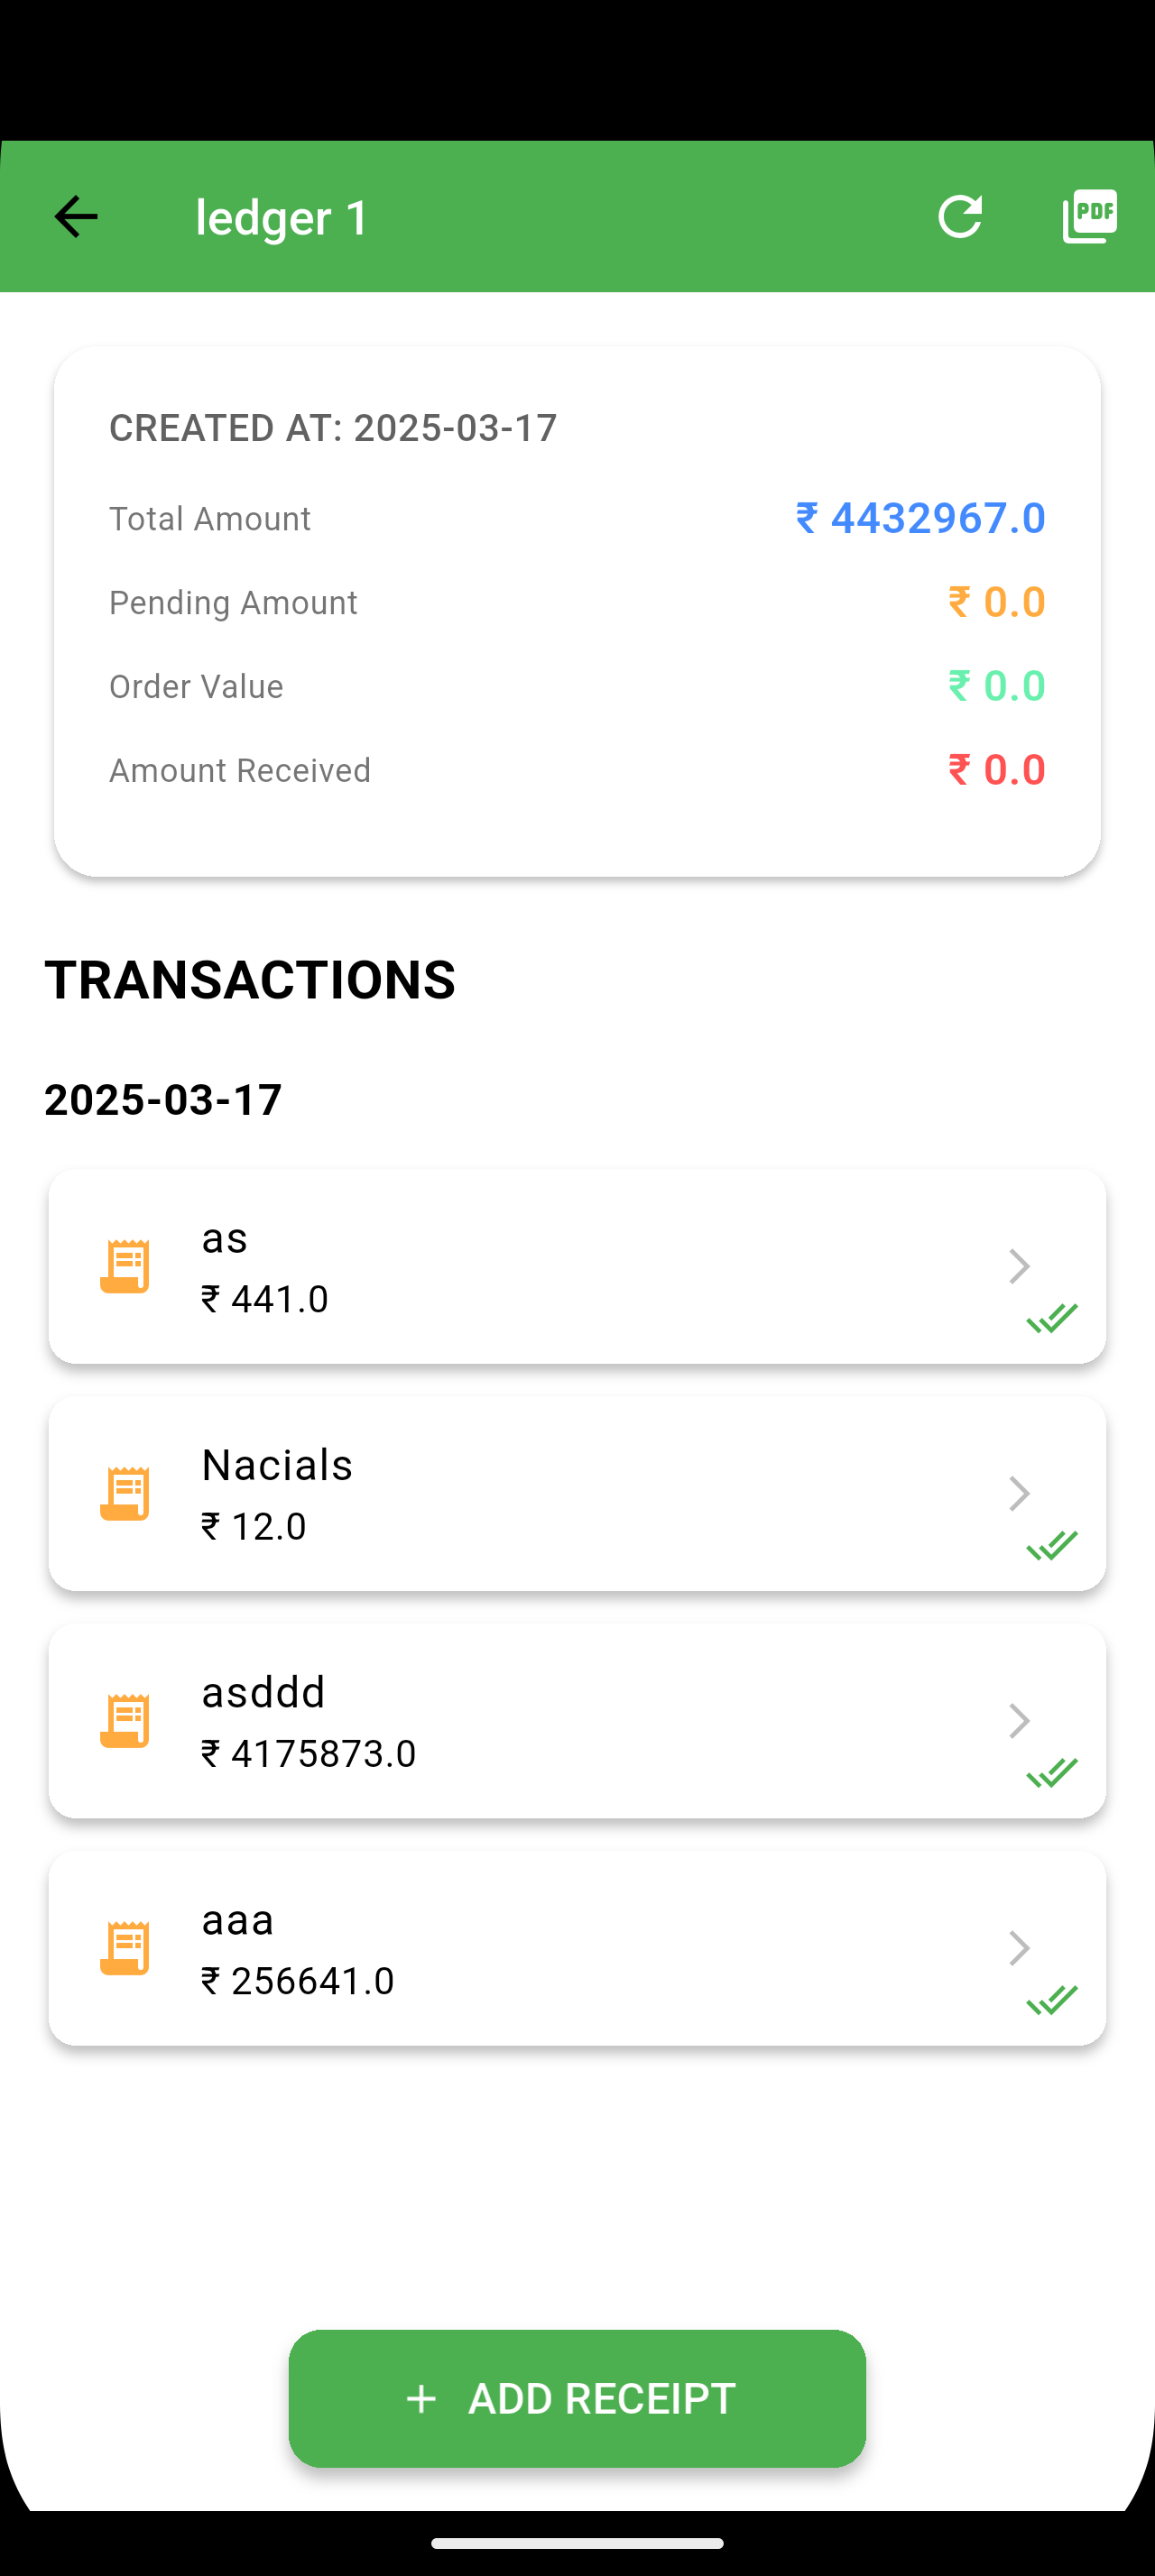 ledger 1
PDF
CREATED AT: 2025-03-17
Total Amount ₹ 4432967.0
Pending Amount ₹ 0.0
Order Value ₹ 0.0
Amount Received ₹ 0.0
TRANSACTIONS
2025-03-17
as
₹ 441.0
Nacials
₹ 12.0
asddd
₹ 4175873.0
aaa
₹ 256641.0
+ ADD RECEIPT